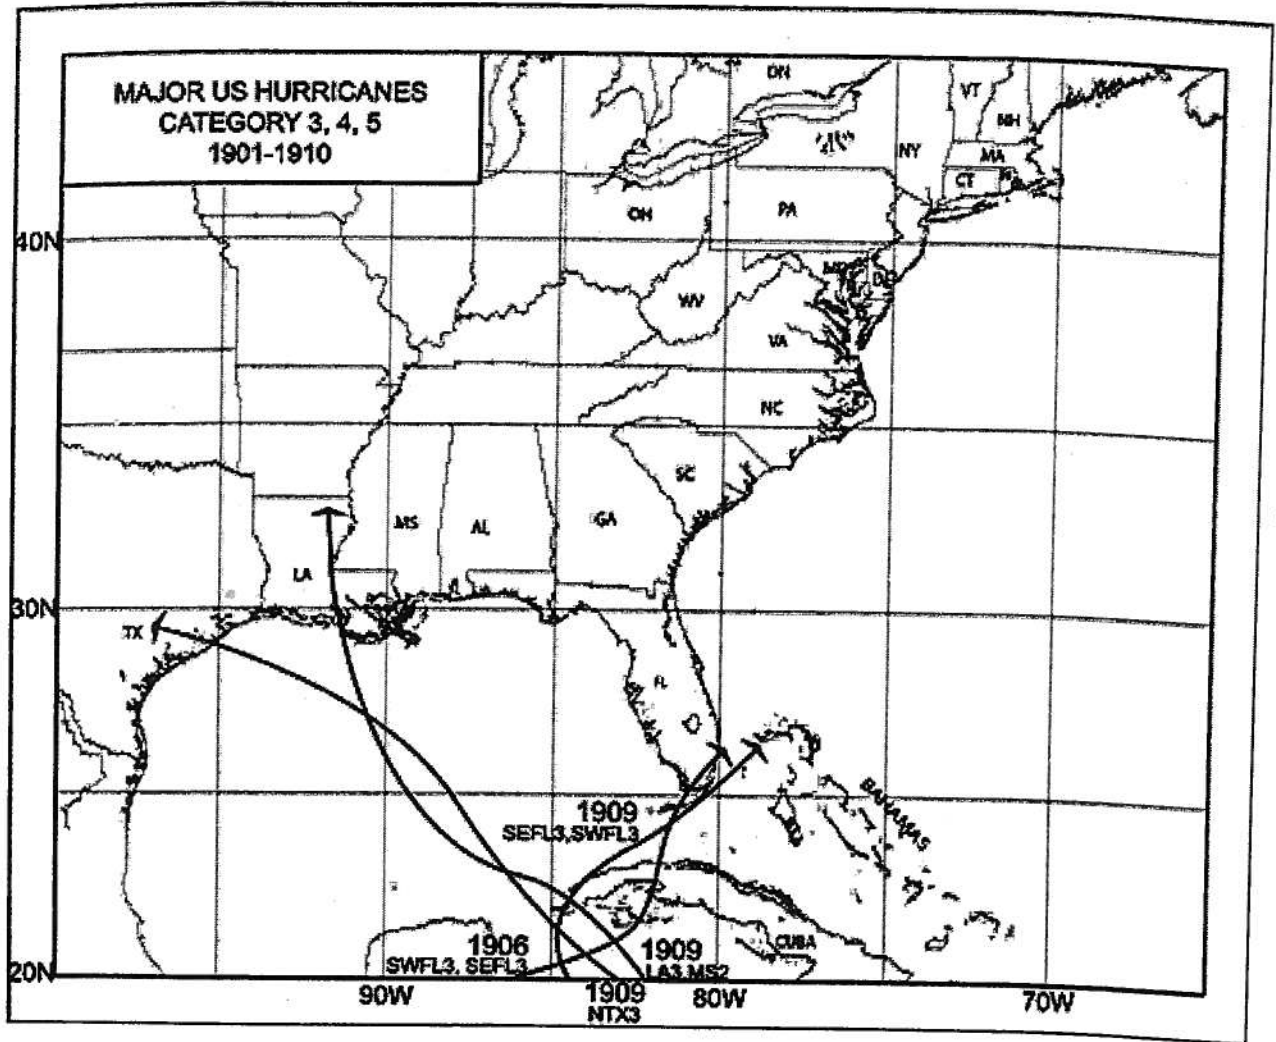 MAJOR US HURRICANES
CATEGORY 3, 4, 5
1901-1910
ON
VT
NH
NY
MA
CT
OH
PA
40N
WV
VA
NC
SC
MS
AL
GA
LA
30N
TX
FL
BAHAMAS
1909
SEFL3,SWFL3
CUBA
1906
SWFL3, SEFL3
1909
LA3,MS2
20N
90W
1909
NTX3
80W
70W